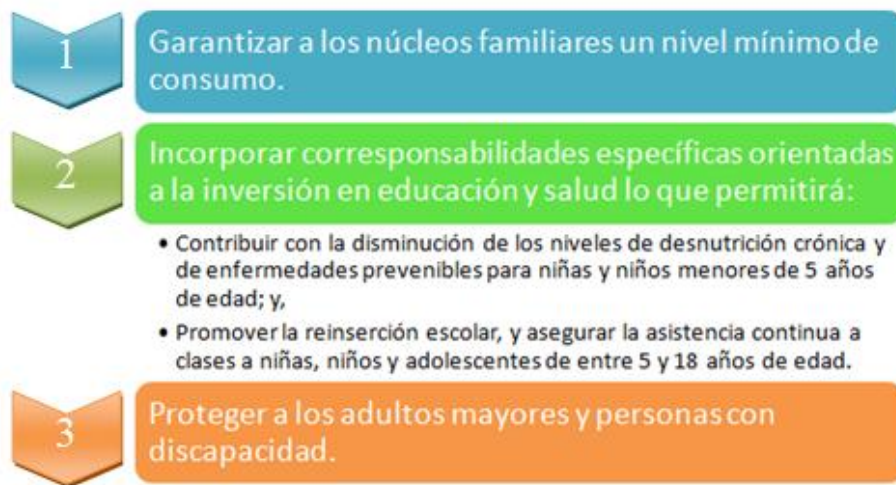 1
Garantizar a los núcleos familiares un nivel mínimo de
consumo.
2
Incorporar corresponsabilidades específicas orientadas
a la inversión en educación y salud lo que permitirá:
• Contribuir con la disminución de los niveles de desnutrición crónica y
de enfermedades prevenibles para niñas y niños menores de 5 años
de edad; y,
• Promover la reinserción escolar, y asegurar la asistencia continua a
clases a niñas, niños y adolescentes de entre 5 y 18 años de edad.
3
Proteger a los adultos mayores y personas con
discapacidad.